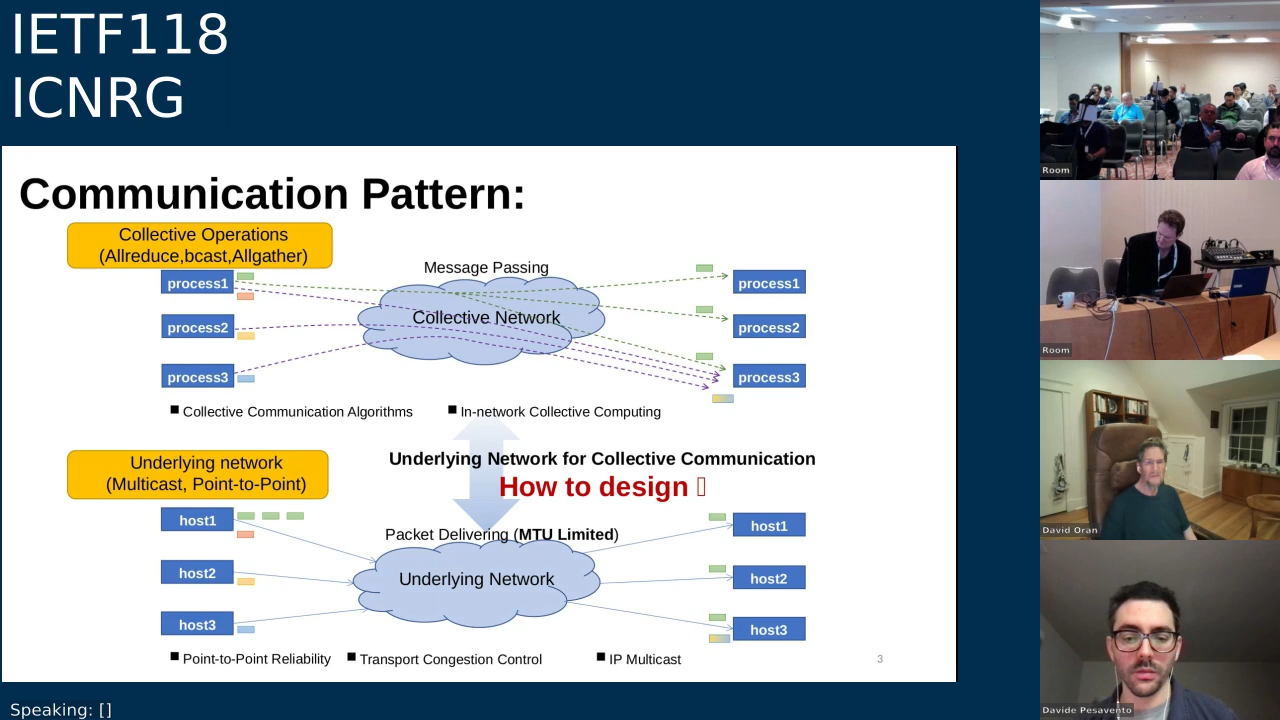 IETF118
ICNRG
Communication Pattern:
Collective Operations
(Allreduce,bcast,Allgather)
Message Passing
process1
process1
Collective Network
process2
process2
process3
process3
■ Collective Communication Algorithms
■ In-network Collective Computing
Underlying network
(Multicast, Point-to-Point)
Underlying Network for Collective Communication
How to design
host1
host1
Packet Delivering (MTU Limited)
host2
Underlying Network
host2
host3
host3
■ Point-to-Point Reliability
■ Transport Congestion Control
■ IP Multicast
3
Speaking: []
Room
Room
David Oran
Davide Pesavento